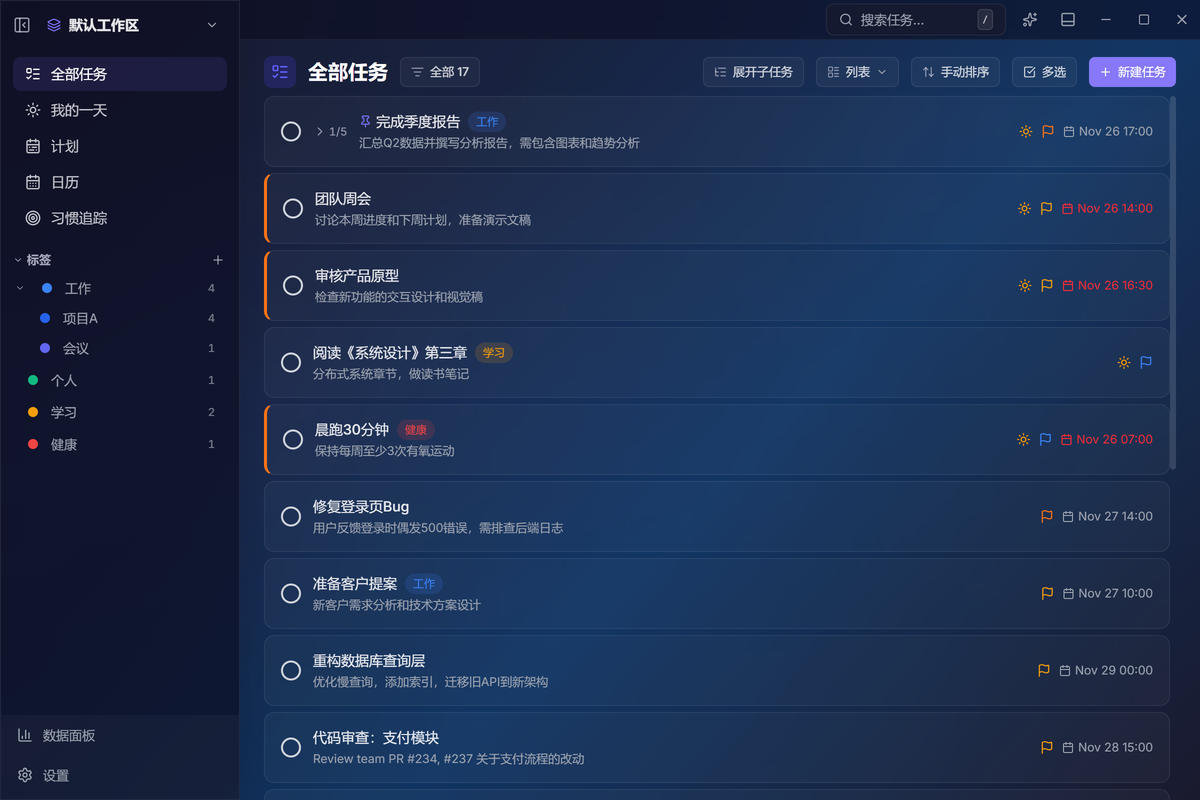 默认工作区
搜索任务... /
全部任务
我的一天
计划
日历
习惯追踪
标签
工作 4
项目A 4
会议 1
个人 1
学习 2
健康 1
数据面板
设置
全部任务 全部 17 展开子任务 列表 手动排序 多选 新建任务
1/5 完成季度报告 工作 Nov 26 17:00
汇总Q2数据并撰写分析报告，需包含图表和趋势分析
团队周会 Nov 26 14:00
讨论本周进度和下周计划，准备演示文稿
审核产品原型 Nov 26 16:30
检查新功能的交互设计和视觉稿
阅读《系统设计》第三章 学习
分布式系统章节，做读书笔记
晨跑30分钟 健康 Nov 26 07:00
保持每周至少3次有氧运动
修复登录页Bug Nov 27 14:00
用户反馈登录时偶发500错误，需排查后端日志
准备客户提案 工作 Nov 27 10:00
新客户需求分析和技术方案设计
重构数据库查询层 Nov 29 00:00
优化慢查询，添加索引，迁移旧API到新架构
代码审查：支付模块 Nov 28 15:00
Review team PR #234, #237 关于支付流程的改动